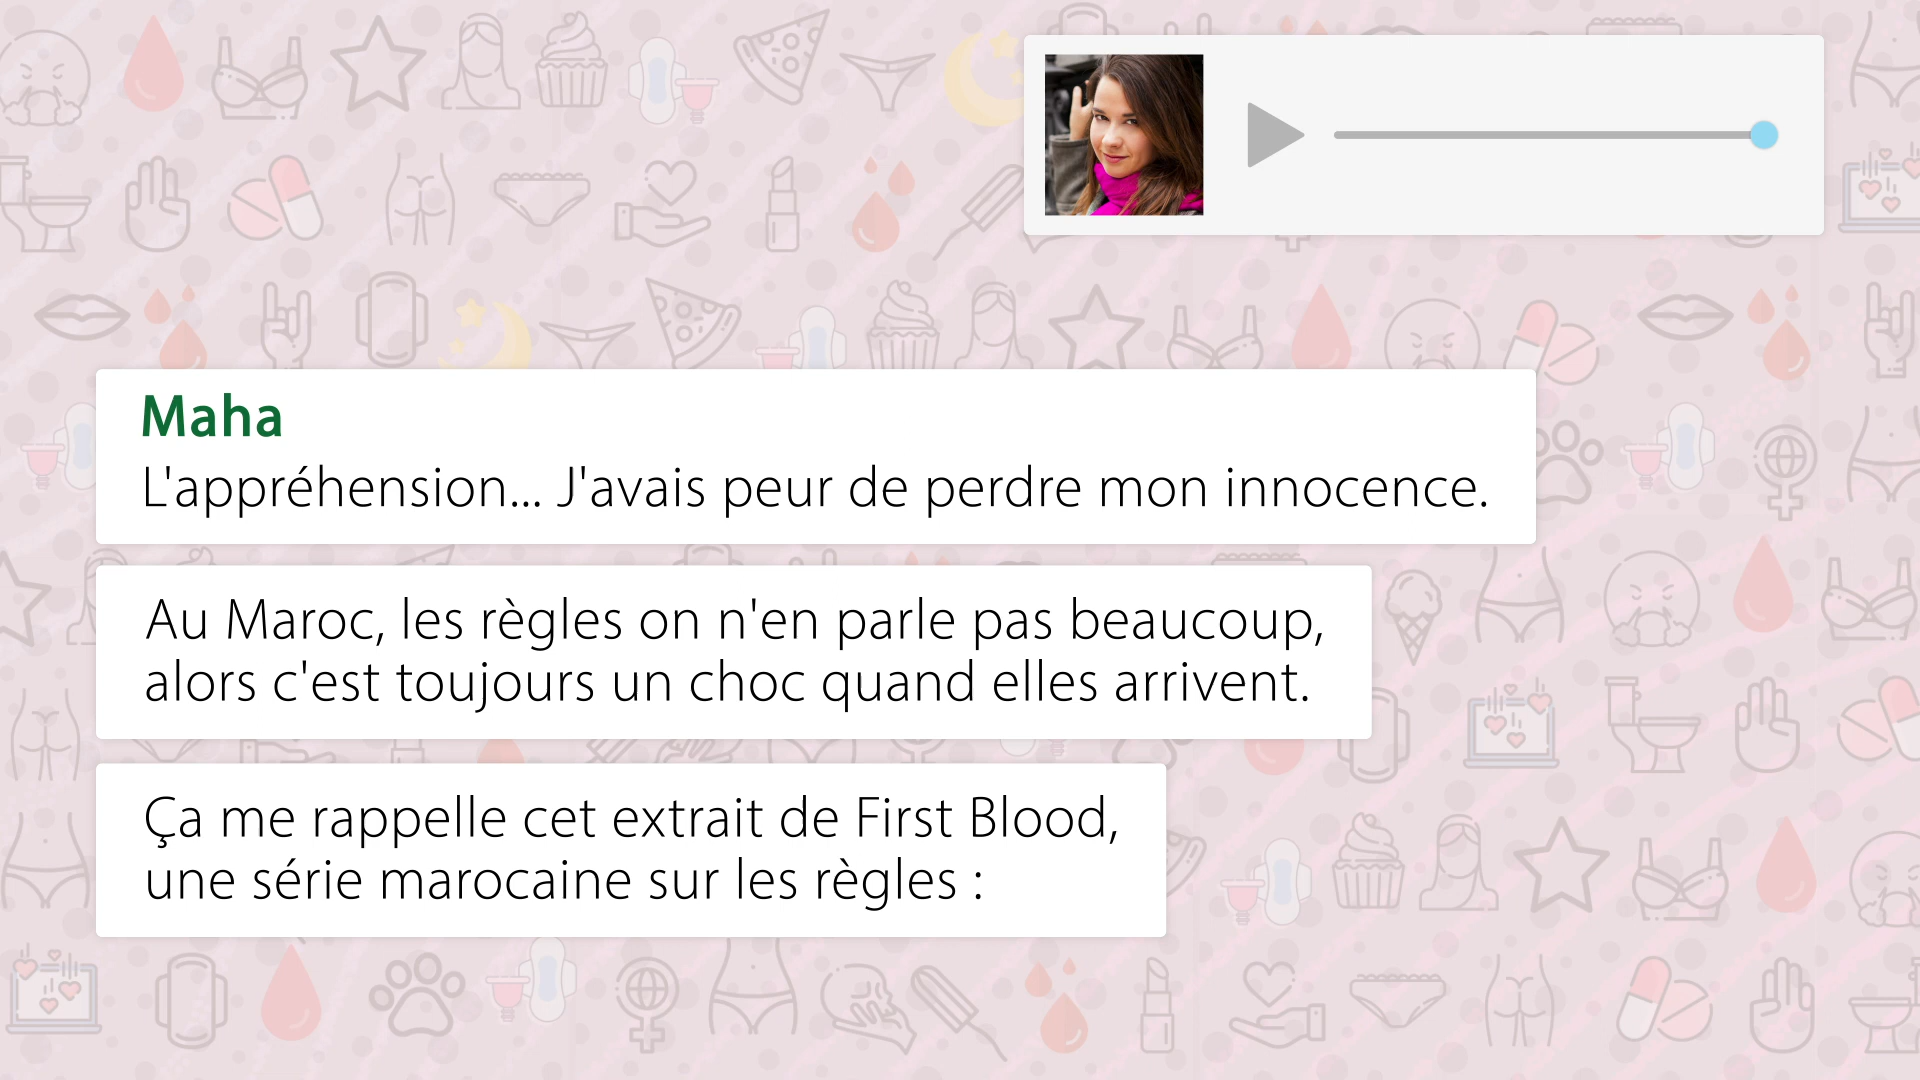 Maha
L'appréhension... J'avais peur de perdre mon innocence.
Au Maroc, les règles on n'en parle pas beaucoup,
alors c'est toujours un choc quand elles arrivent.
Ça me rappelle cet extrait de First Blood,
une série marocaine sur les règles :